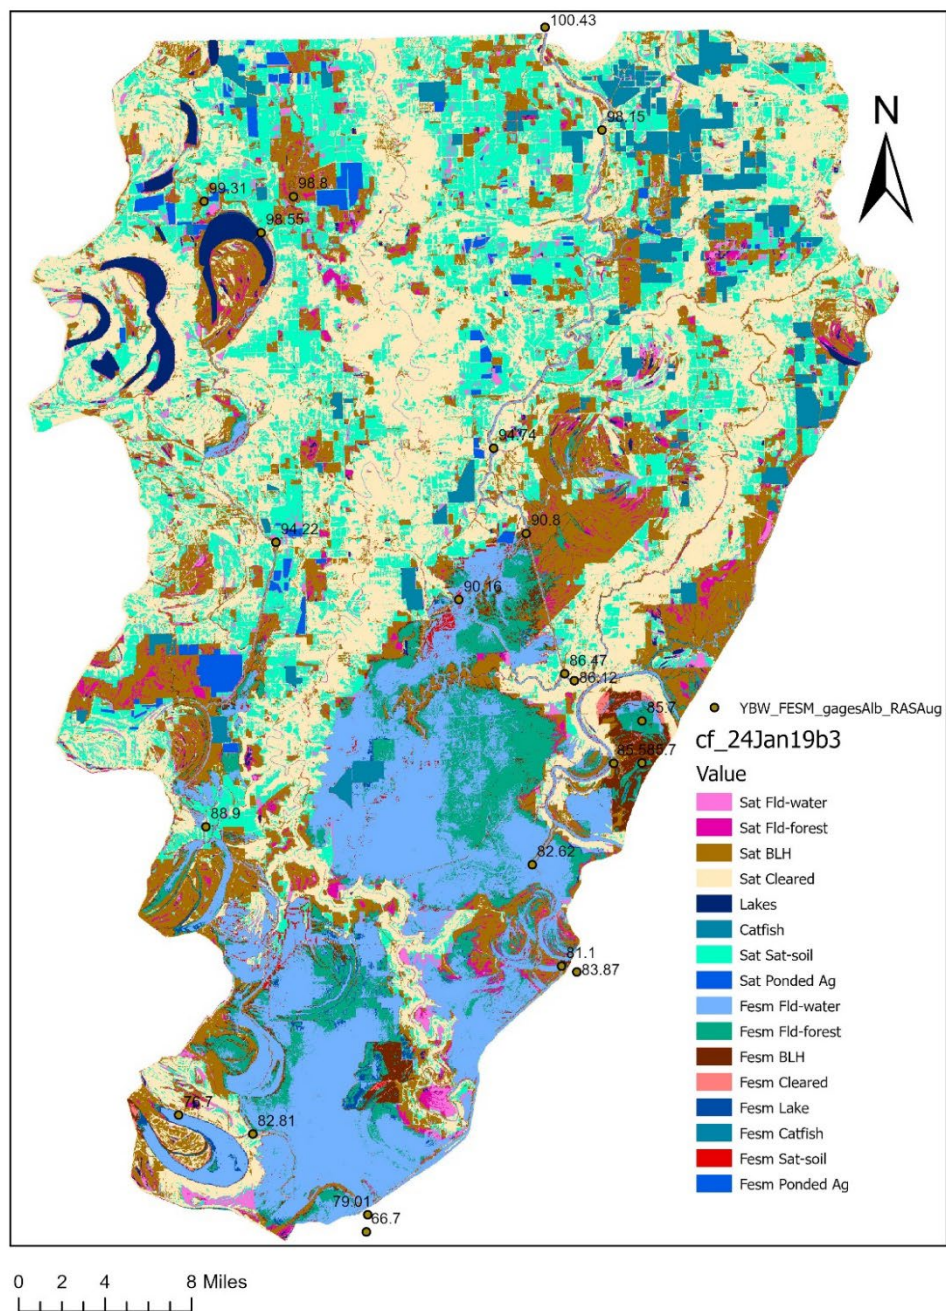 100.43
98.15
N
99.31
98.8
98.55
94.74
94.22
90.8
90.16
86.47
86.12
85.7
YBW_FESM_gagesAlb_RASAug
cf_24Jan19b3
85.7
Value
Sat Fld-water
Sat Fld-forest
88.9
Sat BLH
82.62
Sat Cleared
Lakes
Catfish
Sat Sat-soil
81.1
83.87
Sat Ponded Ag
Fesm Fld-water
Fesm Fld-forest
Fesm BLH
Fesm Cleared
76.7
82.81
Fesm Lake
Fesm Catfish
Fesm Sat-soil
Fesm Ponded Ag
79.01
66.7
0 2 4 8 Miles